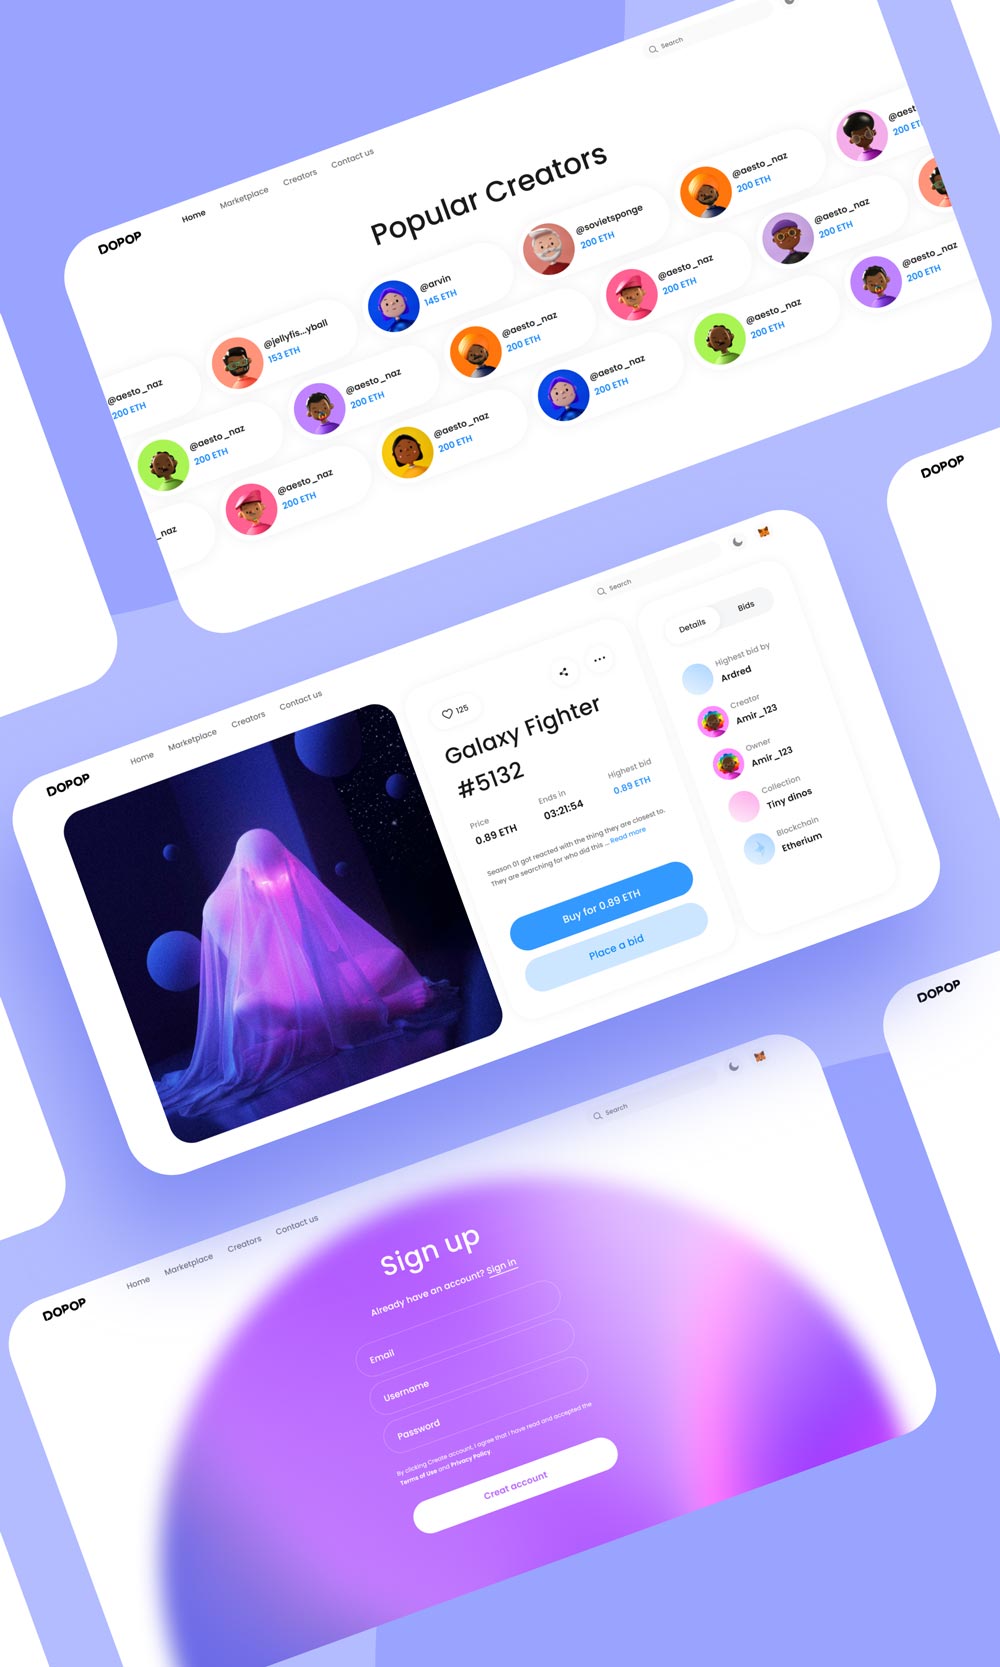 Search
DOPOP
Home Marketplace Creators Contact us
Popular Creators
@aesto_naz
200 ETH
@jellyfis...yball
153 ETH
@arvin
145 ETH
@sovietsponge
200 ETH
@aesto_naz
200 ETH
@aest
200 ET
@aesto_naz
200 ETH
@aesto_naz
200 ETH
@aesto_naz
200 ETH
@aesto_naz
200 ETH
@aesto_naz
200 ETH
_naz
@aesto_naz
200 ETH
@aesto_naz
200 ETH
@aesto_naz
200 ETH
@aesto_naz
200 ETH
@aesto_naz
200 ETH
DOPOP
DOPOP
Home Marketplace Creators Contact us
Search
125
Galaxy Fighter
#5132
Price
0.89 ETH
Ends in
03:21:54
Highest bid
0.89 ETH
Season 01 got reacted with the thing they are closest to.
They are searching for who did this ... Read more
Buy for 0.89 ETH
Place a bid
Details Bids
Highest bid by
Ardred
Creator
Amir_123
Owner
Amir_123
Collection
Tiny dinos
Blockchain
Etherium
DOPOP
DOPOP
Home Marketplace Creators Contact us
Search
Sign up
Already have an account? Sign in
Email
Username
Password
By clicking Create account, I agree that I have read and accepted the
Terms of Use and Privacy Policy
Creat account